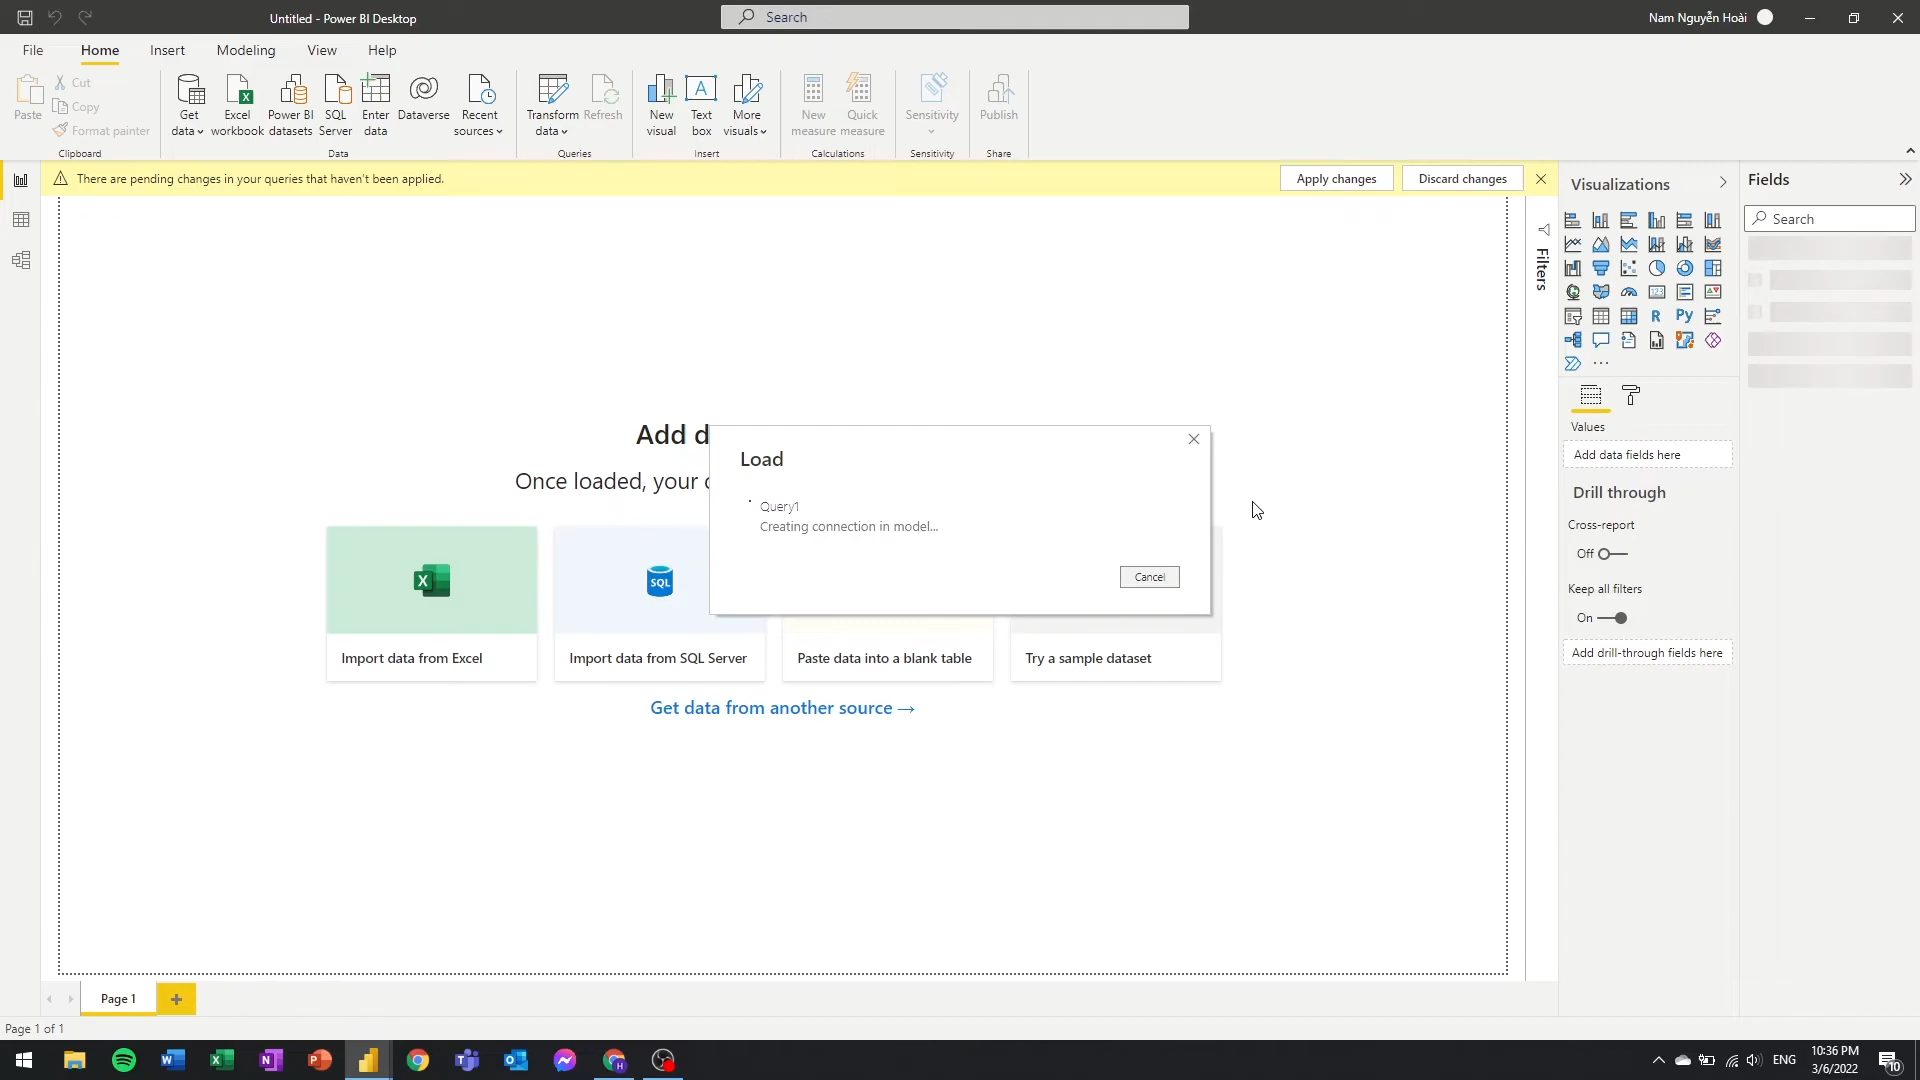 Untitled - Power BI Desktop
Search
Nam Nguyễn Hoài
File
Home
Insert
Modeling
View
Help
Paste
Cut
Copy
Format painter
Clipboard
Get data
Excel workbook
Power BI datasets
SQL Server
Enter data
Dataverse
Recent sources
Data
Transform data
Refresh
Queries
New visual
Text box
More visuals
Insert
New measure
Quick measure
Calculations
Sensitivity
Sensitivity
Publish
Share
There are pending changes in your queries that haven't been applied.
Apply changes
Discard changes
Filters
Visualizations
123
R
Py
Values
Add data fields here
Drill through
Cross-report
Off
Keep all filters
On
Add drill-through fields here
Fields
Search
Add d
Once loaded, your
Load
Query1
Creating connection in model...
Cancel
SQL
Import data from Excel
Import data from SQL Server
Paste data into a blank table
Try a sample dataset
Get data from another source →
Page 1
Page 1 of 1
ENG
10:36 PM
3/6/2022
10